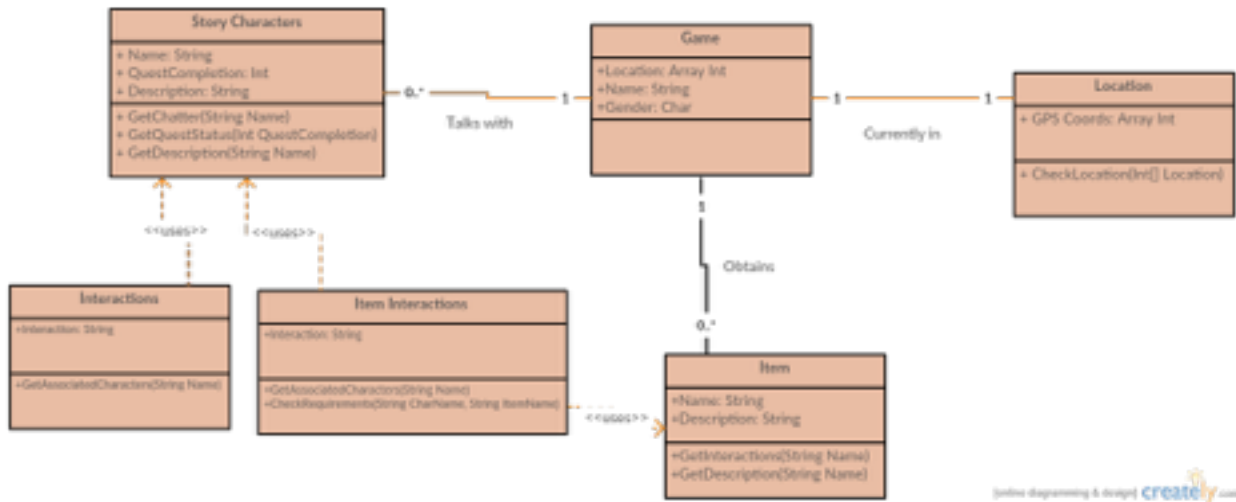 Story Characters
+ Name: String
+ QuestCompletion: Int
+ Description: String
+ GetChatter(String Name)
+ GetQuestStatus(Int QuestCompletion)
+ GetDescription(String Name)
0..*
1
Talks with
Game
+Location: Array Int
+Name: String
+Gender: Char
1
1
Currently in
Location
+ GPS Coords: Array Int
+ CheckLocation(Int[] Location)
1
Obtains
0..*
<<uses>>
<<uses>>
Interactions
+Interaction: String
+GetAssociatedCharacters(String Name)
Item Interactions
+Interaction: String
+GetAssociatedCharacters(String Name)
+CheckRequirements(String CharName, String ItemName)
<<uses>>
Item
+Name: String
+Description: String
+GetInteractions(String Name)
+GetDescription(String Name)
[online diagramming & design] creately.com